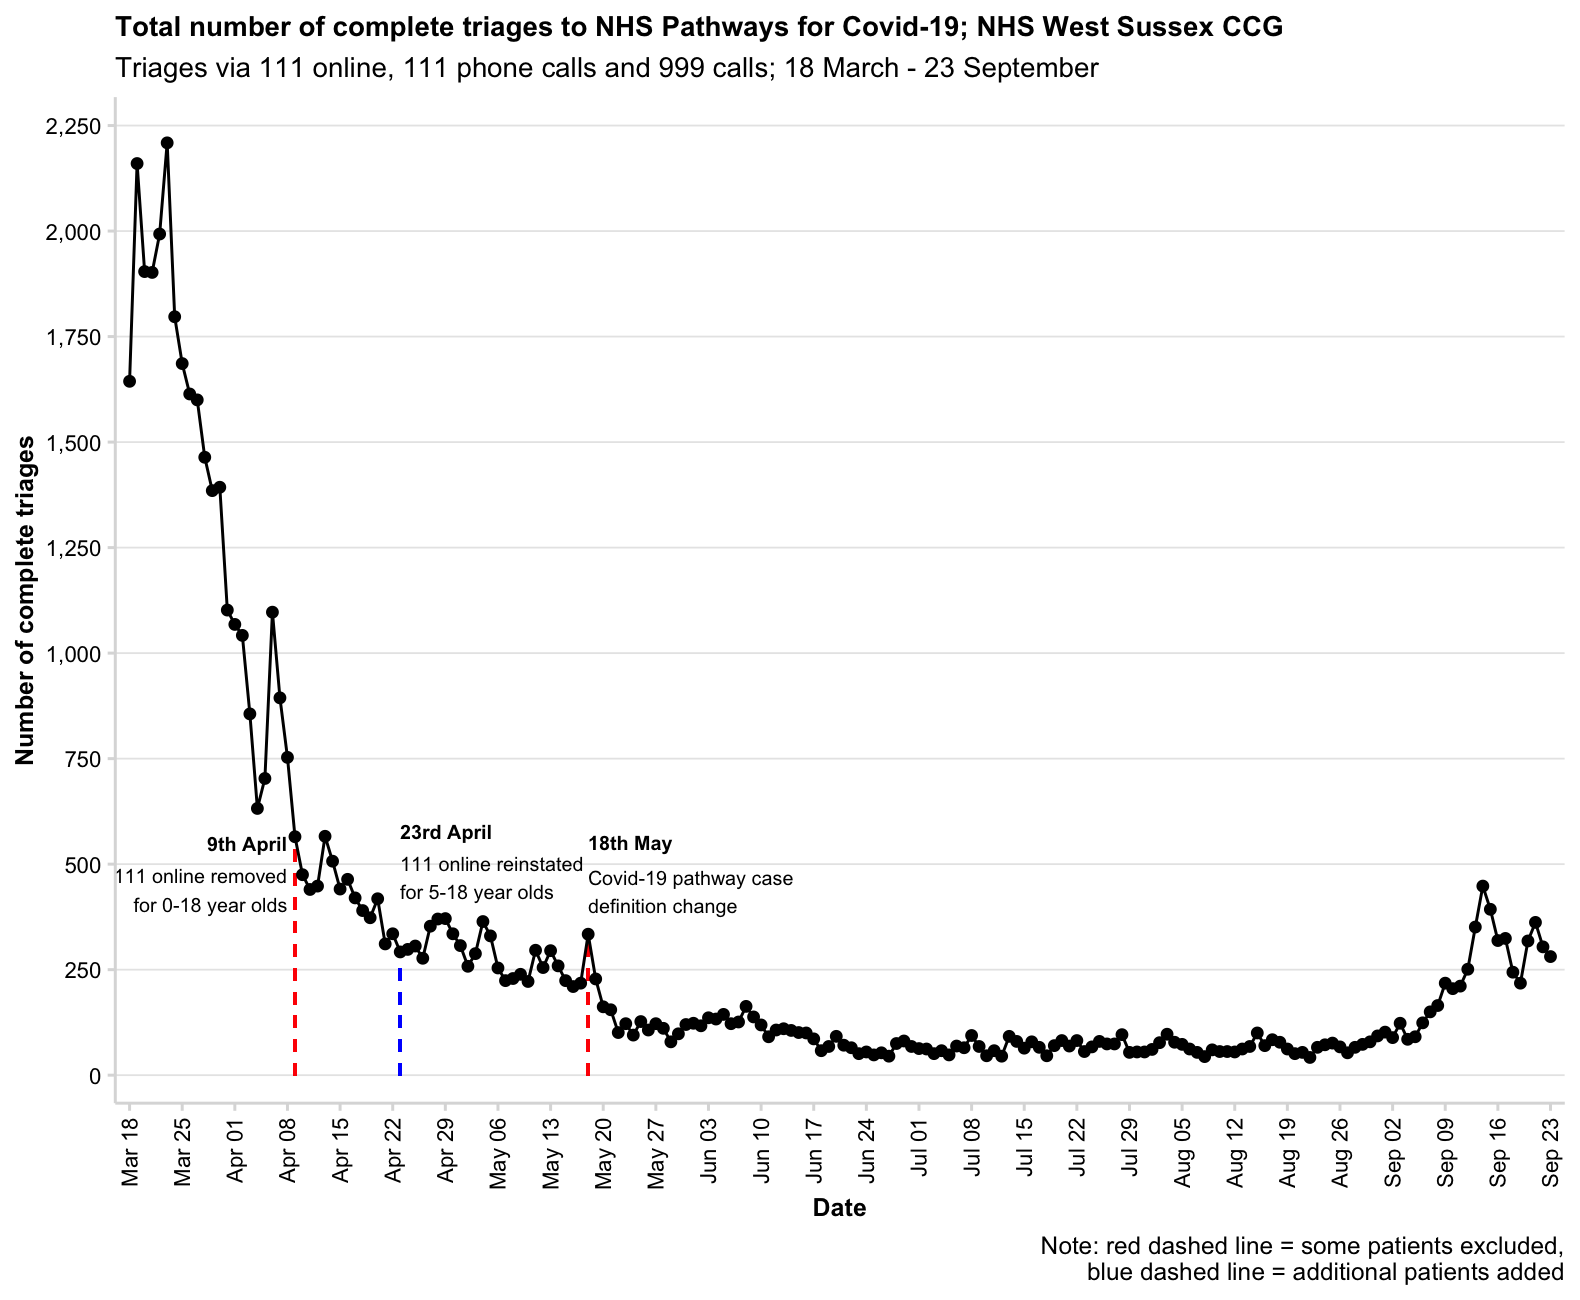 Total number of complete triages to NHS Pathways for Covid-19; NHS West Sussex CCG
Triages via 111 online, 111 phone calls and 999 calls; 18 March - 23 September
Number of complete triages
2,250
2,000
1,750
1,500
1,250
1,000
750
500
250
0
9th April
111 online removed
for 0-18 year olds
23rd April
111 online reinstated
for 5-18 year olds
18th May
Covid-19 pathway case
definition change
Mar 18
Mar 25
Apr 01
Apr 08
Apr 15
Apr 22
Apr 29
May 06
May 13
May 20
May 27
Jun 03
Jun 10
Jun 17
Jun 24
Jul 01
Jul 08
Jul 15
Jul 22
Jul 29
Aug 05
Aug 12
Aug 19
Aug 26
Sep 02
Sep 09
Sep 16
Sep 23
Date
Note: red dashed line = some patients excluded,
blue dashed line = additional patients added